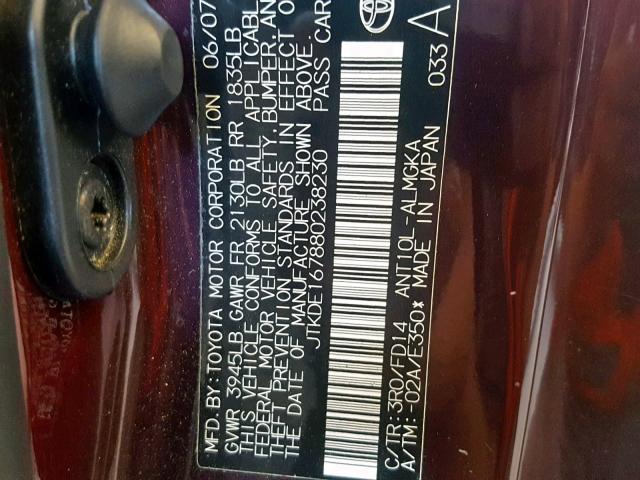 MFD. BY: TOYOTA MOTOR CORPORATION 06/07
GVWR 3945LB GAWR FR 2130LB RR 1835LB
THIS VEHICLE CONFORMS TO ALL APPLICABL
FEDERAL MOTOR VEHICLE SAFETY, BUMPER, AN
THEFT PREVENTION STANDARDS IN EFFECT O
THE DATE OF MANUFACTURE SHOWN ABOVE.
JTKDE167880238230 PASS CAR
C/TR: 3R0/FD14 ANT10L-ALMGKA 033 A
A/TM: -02A/E350* MADE IN JAPAN